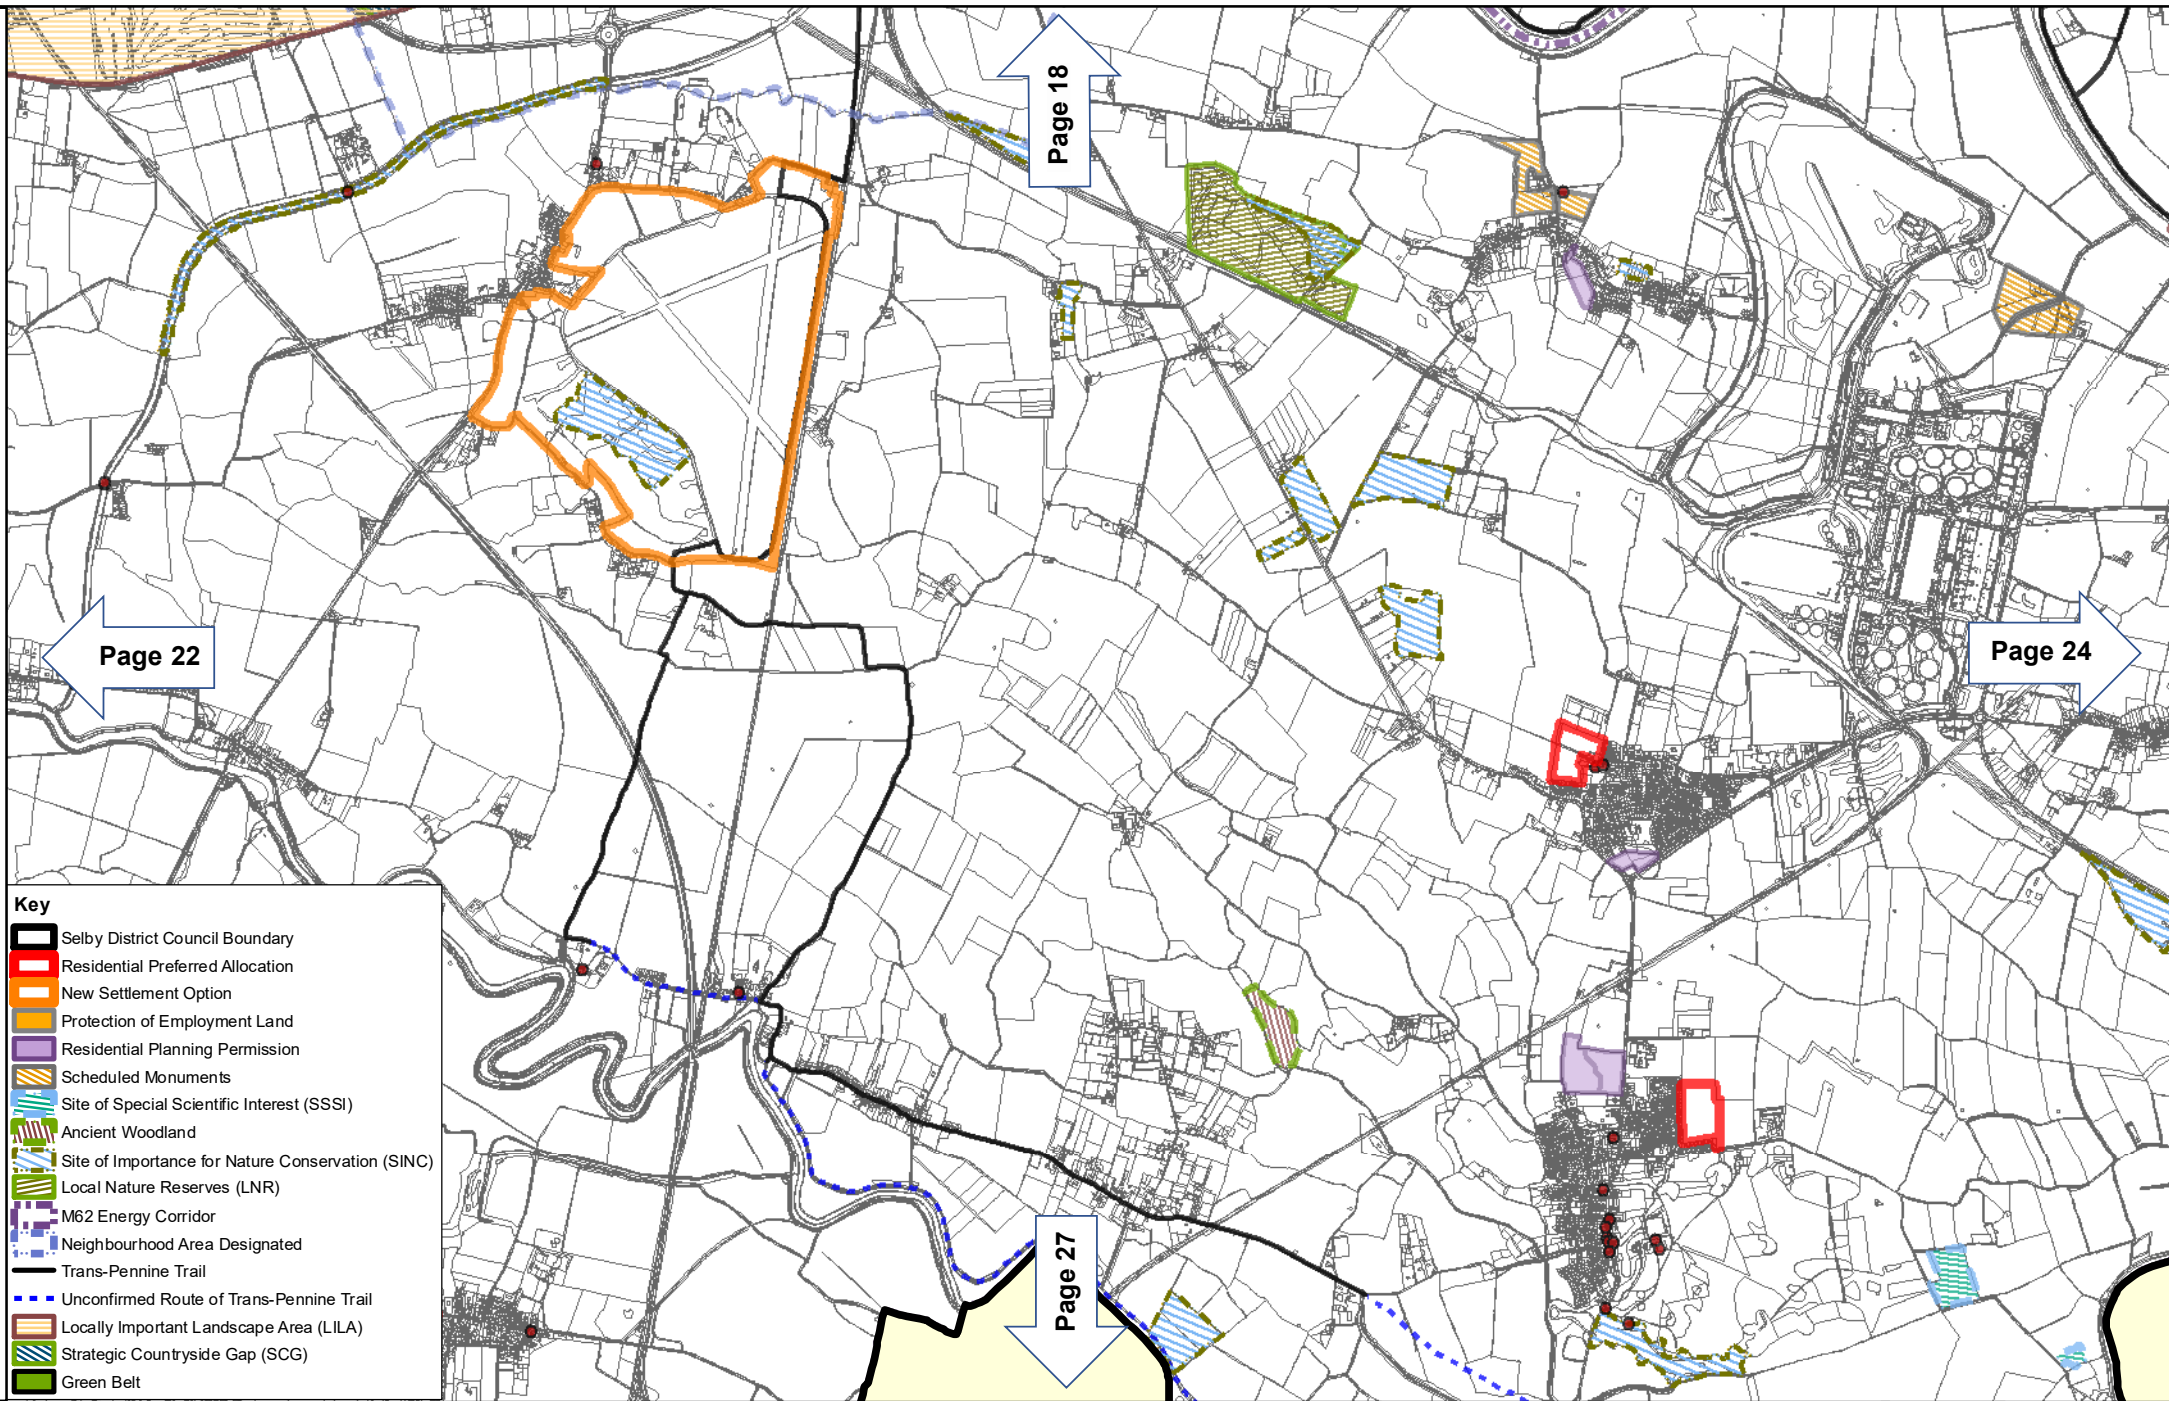 Page 18
Page 22
Page 24
Page 27
Key
Selby District Council Boundary
Residential Preferred Allocation
New Settlement Option
Protection of Employment Land
Residential Planning Permission
Scheduled Monuments
Site of Special Scientific Interest (SSSI)
Ancient Woodland
Site of Importance for Nature Conservation (SINC)
Local Nature Reserves (LNR)
M62 Energy Corridor
Neighbourhood Area Designated
Trans-Pennine Trail
Unconfirmed Route of Trans-Pennine Trail
Locally Important Landscape Area (LILA)
Strategic Countryside Gap (SCG)
Green Belt